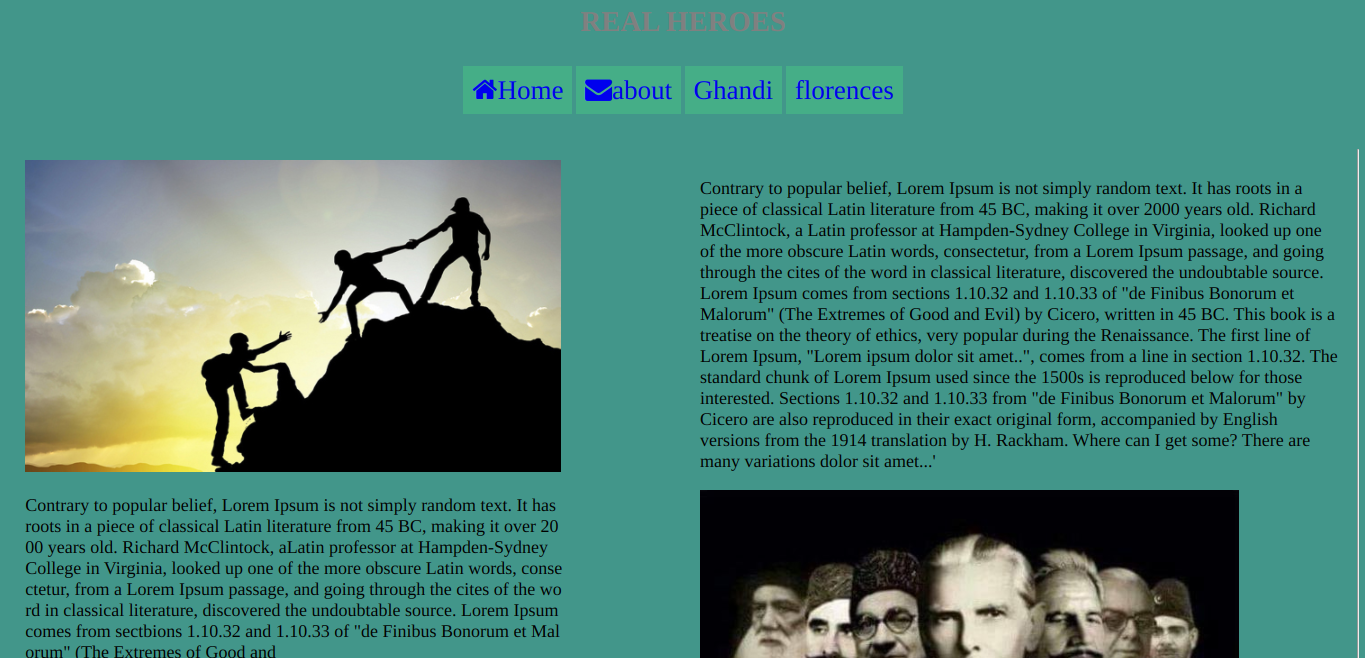 REAL HEROES
Home about Ghandi florences
Contrary to popular belief, Lorem Ipsum is not simply random text. It has
roots in a piece of classical Latin literature from 45 BC, making it over 20
00 years old. Richard McClintock, aLatin professor at Hampden-Sydney
College in Virginia, looked up one of the more obscure Latin words, conse
ctetur, from a Lorem Ipsum passage, and going through the cites of the wo
rd in classical literature, discovered the undoubtable source. Lorem Ipsum
comes from sectbions 1.10.32 and 1.10.33 of "de Finibus Bonorum et Mal
orum" (The Extremes of Good and
Contrary to popular belief, Lorem Ipsum is not simply random text. It has roots in a
piece of classical Latin literature from 45 BC, making it over 2000 years old. Richard
McClintock, a Latin professor at Hampden-Sydney College in Virginia, looked up one
of the more obscure Latin words, consectetur, from a Lorem Ipsum passage, and going
through the cites of the word in classical literature, discovered the undoubtable source.
Lorem Ipsum comes from sections 1.10.32 and 1.10.33 of "de Finibus Bonorum et
Malorum" (The Extremes of Good and Evil) by Cicero, written in 45 BC. This book is a
treatise on the theory of ethics, very popular during the Renaissance. The first line of
Lorem Ipsum, "Lorem ipsum dolor sit amet..", comes from a line in section 1.10.32. The
standard chunk of Lorem Ipsum used since the 1500s is reproduced below for those
interested. Sections 1.10.32 and 1.10.33 from "de Finibus Bonorum et Malorum" by
Cicero are also reproduced in their exact original form, accompanied by English
versions from the 1914 translation by H. Rackham. Where can I get some? There are
many variations dolor sit amet...'